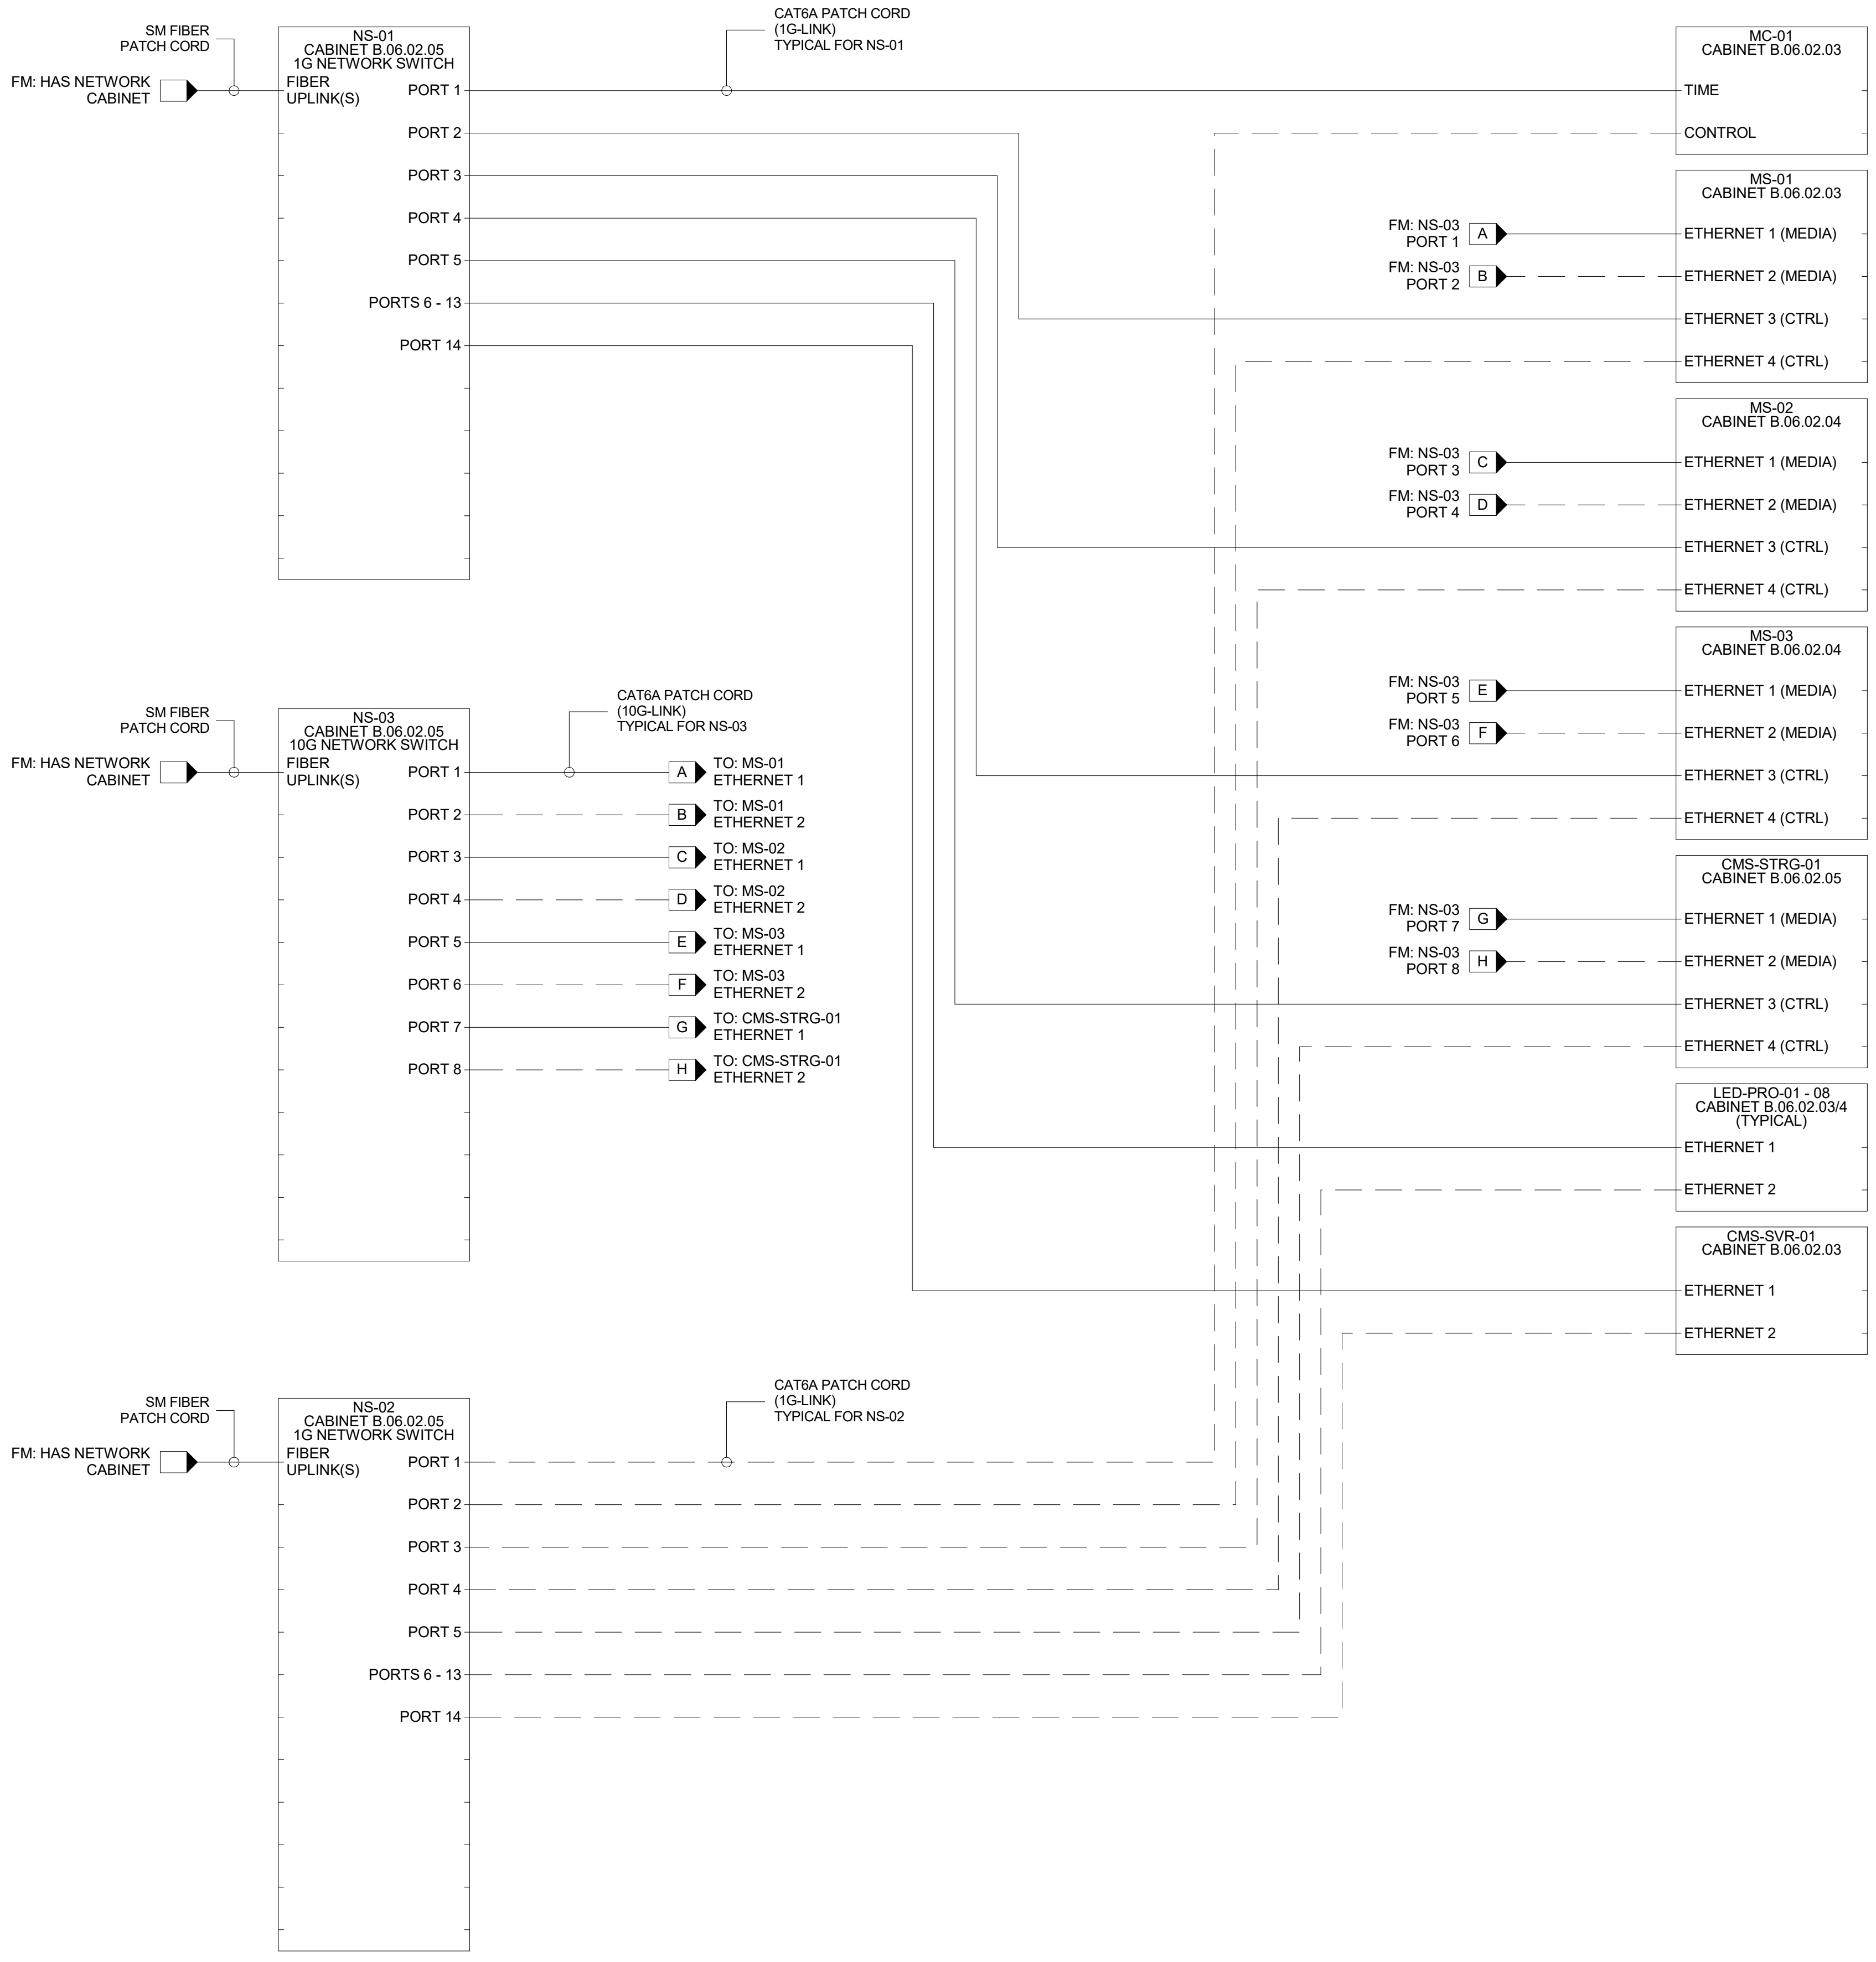 CAT6A PATCH CORD
(1G-LINK)
TYPICAL FOR NS-01
SM FIBER
PATCH CORD
FM: HAS NETWORK
CABINET
NS-01
CABINET B.06.02.05
1G NETWORK SWITCH
FIBER
UPLINK(S)
PORT 1
PORT 2
PORT 3
PORT 4
PORT 5
PORTS 6 - 13
PORT 14
MC-01
CABINET B.06.02.03
TIME
CONTROL
MS-01
CABINET B.06.02.03
FM: NS-03
PORT 1
A
ETHERNET 1 (MEDIA)
FM: NS-03
PORT 2
B
ETHERNET 2 (MEDIA)
ETHERNET 3 (CTRL)
ETHERNET 4 (CTRL)
MS-02
CABINET B.06.02.04
FM: NS-03
PORT 3
C
ETHERNET 1 (MEDIA)
FM: NS-03
PORT 4
D
ETHERNET 2 (MEDIA)
ETHERNET 3 (CTRL)
ETHERNET 4 (CTRL)
MS-03
CABINET B.06.02.04
FM: NS-03
PORT 5
E
ETHERNET 1 (MEDIA)
FM: NS-03
PORT 6
F
ETHERNET 2 (MEDIA)
ETHERNET 3 (CTRL)
ETHERNET 4 (CTRL)
CMS-STRG-01
CABINET B.06.02.05
FM: NS-03
PORT 7
G
ETHERNET 1 (MEDIA)
FM: NS-03
PORT 8
H
ETHERNET 2 (MEDIA)
ETHERNET 3 (CTRL)
ETHERNET 4 (CTRL)
LED-PRO-01 - 08
CABINET B.06.02.03/4
(TYPICAL)
ETHERNET 1
ETHERNET 2
CMS-SVR-01
CABINET B.06.02.03
ETHERNET 1
ETHERNET 2
SM FIBER
PATCH CORD
FM: HAS NETWORK
CABINET
NS-03
CABINET B.06.02.05
10G NETWORK SWITCH
FIBER
UPLINK(S)
CAT6A PATCH CORD
(10G-LINK)
TYPICAL FOR NS-03
PORT 1
A
TO: MS-01
ETHERNET 1
PORT 2
B
TO: MS-01
ETHERNET 2
PORT 3
C
TO: MS-02
ETHERNET 1
PORT 4
D
TO: MS-02
ETHERNET 2
PORT 5
E
TO: MS-03
ETHERNET 1
PORT 6
F
TO: MS-03
ETHERNET 2
PORT 7
G
TO: CMS-STRG-01
ETHERNET 1
PORT 8
H
TO: CMS-STRG-01
ETHERNET 2
SM FIBER
PATCH CORD
FM: HAS NETWORK
CABINET
NS-02
CABINET B.06.02.05
1G NETWORK SWITCH
FIBER
UPLINK(S)
CAT6A PATCH CORD
(1G-LINK)
TYPICAL FOR NS-02
PORT 1
PORT 2
PORT 3
PORT 4
PORT 5
PORTS 6 - 13
PORT 14